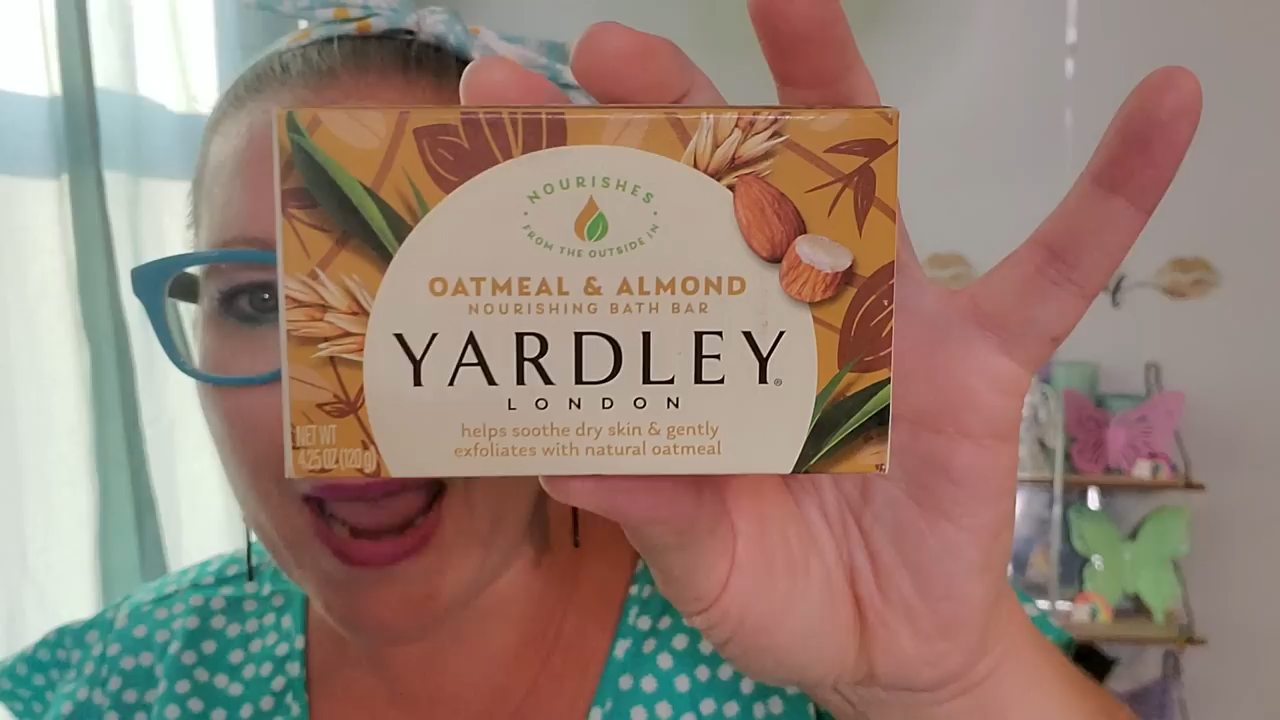 NOURISHES
FROM THE OUTSIDE IN
OATMEAL & ALMOND
NOURISHING BATH BAR
YARDLEY®
LONDON
helps soothe dry skin & gently
exfoliates with natural oatmeal
NET WT
4.25 OZ (120 g)